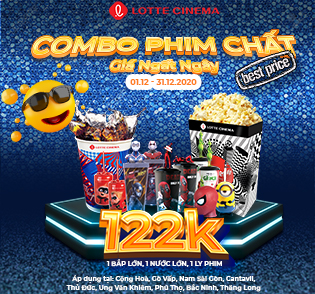 LOTTE CINEMA
COMBO PHIM CHẤT
Giá Ngất Ngây
01.12 - 31.12.2020
best price
LOTTE CINEMA
122k
1 BẮP LỚN, 1 NƯỚC LỚN, 1 LY PHIM
Áp dụng tại: Cộng Hoà, Gò Vấp, Nam Sài Gòn, Cantavil,
Thủ Đức, Ung Văn Khiêm, Phú Thọ, Bắc Ninh, Thăng Long